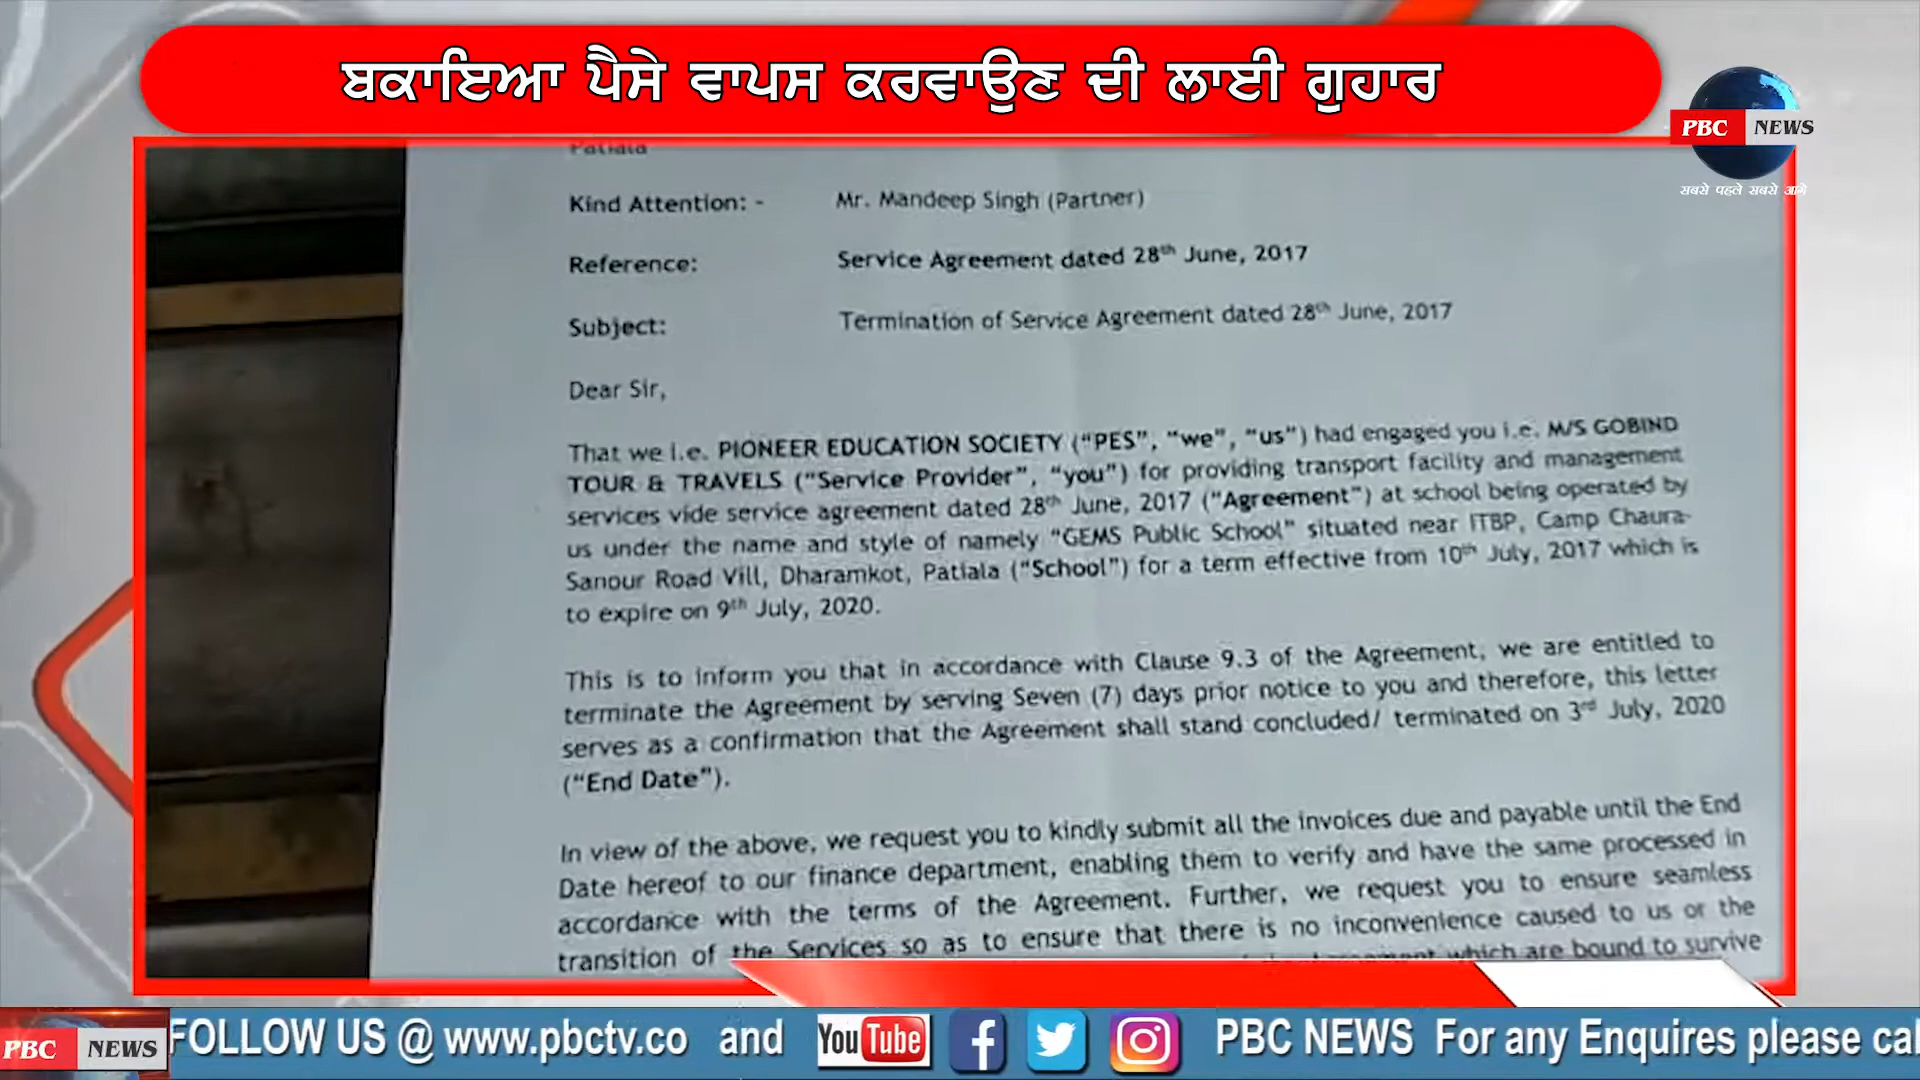 ਬਕਾਇਆ ਪੈਸੇ ਵਾਪਸ ਕਰਵਾਉਣ ਦੀ ਲਾਈ ਗੁਹਾਰ
PBC NEWS
सबसे पहले सबसे आगे
Patiala
Kind Attention: - Mr. Mandeep Singh (Partner)
Reference: Service Agreement dated 28th June, 2017
Subject: Termination of Service Agreement dated 28th June, 2017
Dear Sir,
That we i.e. PIONEER EDUCATION SOCIETY (“PES”, “we”, “us”) had engaged you i.e. M/S GOBIND
TOUR & TRAVELS (“Service Provider”, “you”) for providing transport facility and management
services vide service agreement dated 28th June, 2017 (“Agreement”) at school being operated by
us under the name and style of namely “GEMS Public School” situated near ITBP, Camp Chaura-
Sanour Road Vill, Dharamkot, Patiala (“School”) for a term effective from 10th July, 2017 which is
to expire on 9th July, 2020.
This is to inform you that in accordance with Clause 9.3 of the Agreement, we are entitled to
terminate the Agreement by serving Seven (7) days prior notice to you and therefore, this letter
serves as a confirmation that the Agreement shall stand concluded/ terminated on 3rd July, 2020
(“End Date”).
In view of the above, we request you to kindly submit all the invoices due and payable until the End
Date hereof to our finance department, enabling them to verify and have the same processed in
accordance with the terms of the Agreement. Further, we request you to ensure seamless
transition of the Services so as to ensure that there is no inconvenience caused to us or the
which are bound to survive
PBC NEWS FOLLOW US @ www.pbctv.co and YouTube PBC NEWS For any Enquires please cal